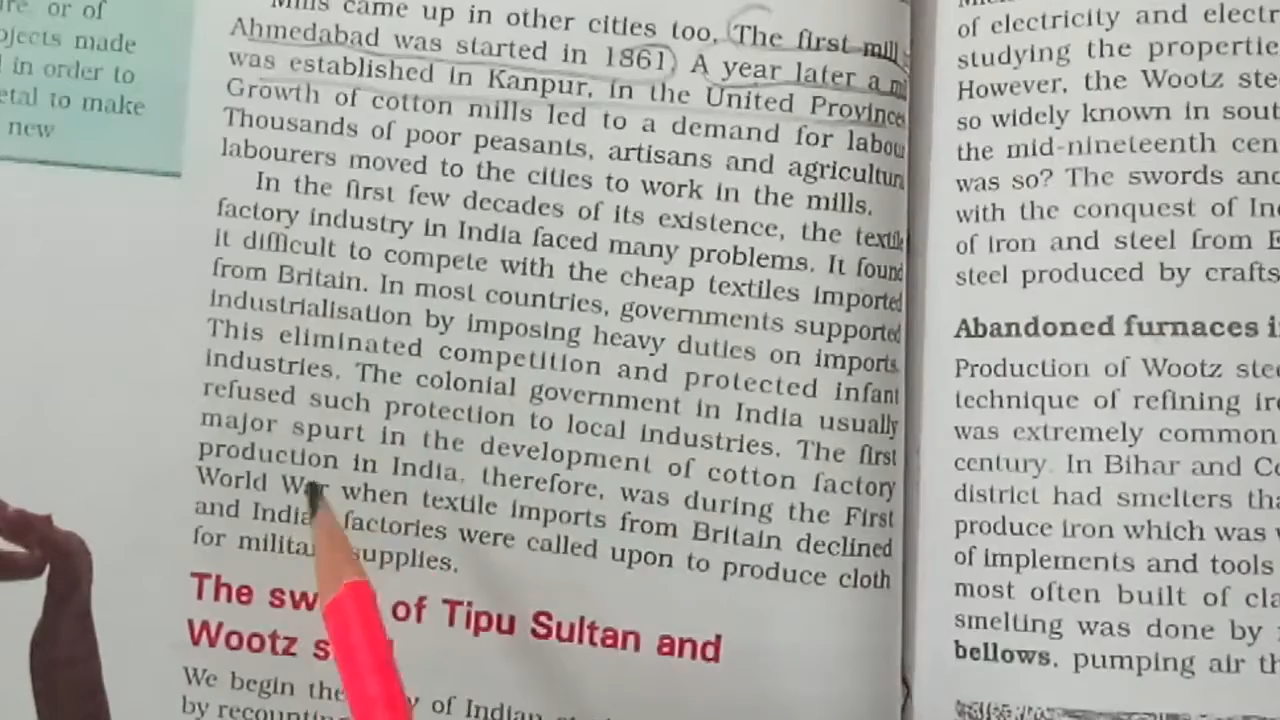 or of
made
in order to
to make
new
came up in other cities too. The first mill
Ahmedabad was started in 1861. A year later a
was established in Kanpur, in the United Province
Growth of cotton mills led to a demand for labou
Thousands of poor peasants, artisans and agricultur
labourers moved to the cities to work in the mills.
In the first few decades of its existence, the textil
factory industry in India faced many problems. It found
it difficult to compete with the cheap textiles imported
from Britain. In most countries, governments supported
industrialisation by imposing heavy duties on imports.
This eliminated competition and protected infant
industries. The colonial government in India usually
refused such protection to local industries. The first
major spurt in the development of cotton factory
production in India, therefore, was during the First
World War when textile imports from Britain declined
and India factories were called upon to produce cloth
for milita supplies.
The sw of Tipu Sultan and
Wootz s
We begin the of Indian
by
of electricity and electr
studying the propertie
However, the Wootz ste
so widely known in sout
the mid-nineteenth cen
was so? The swords and
with the conquest of In
of iron and steel from E
steel produced by crafts
Abandoned furnaces i
Production of Wootz ste
technique of refining ir
was extremely common
century. In Bihar and Ce
district had smelters tha
produce iron which was
of implements and tools
most often built of cla
smelting was done by
bellows, pumping air th